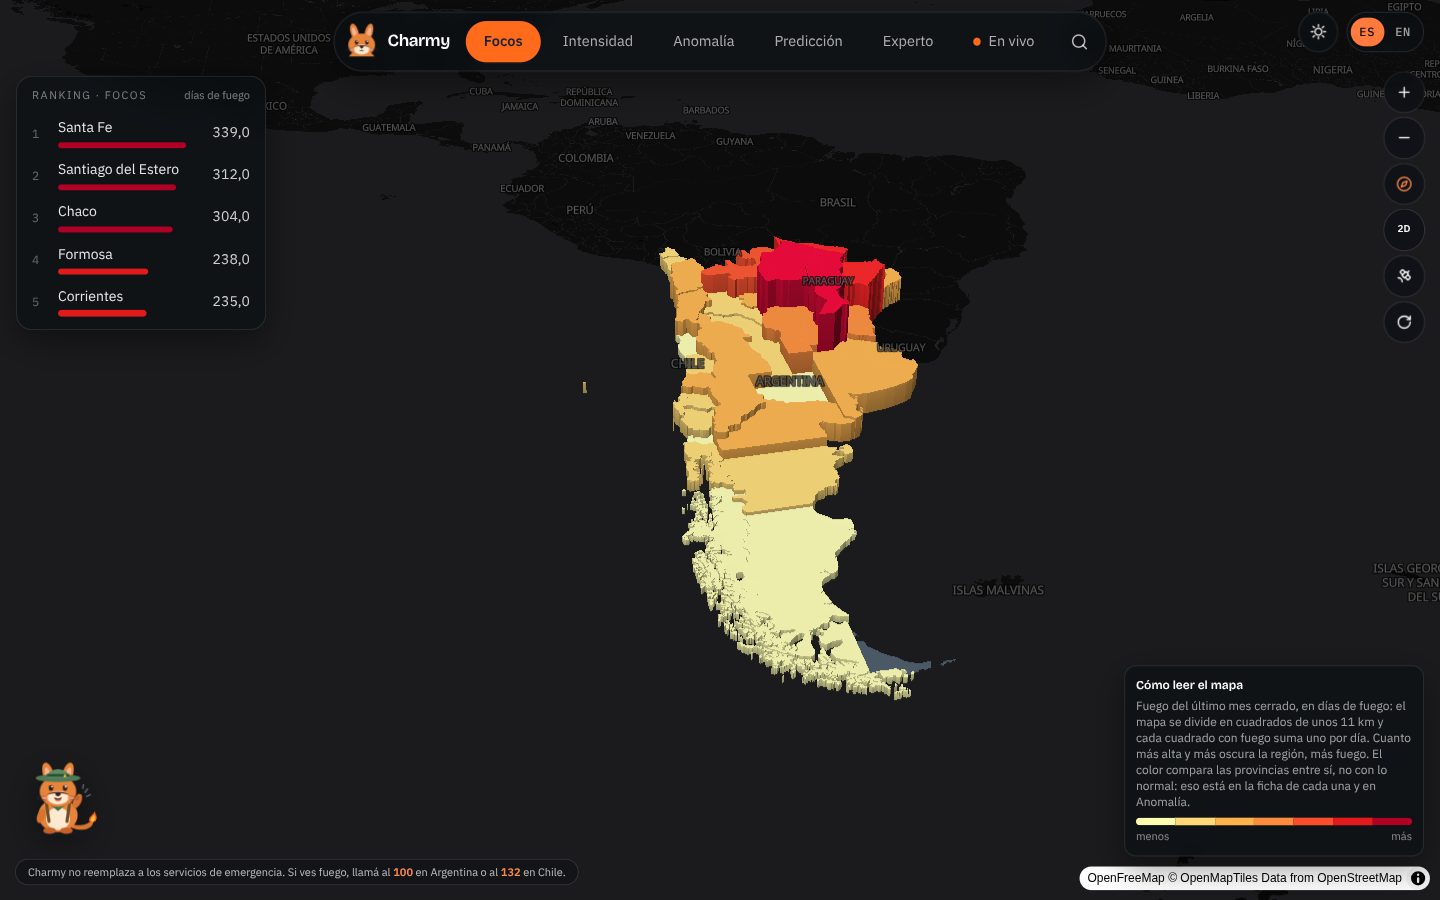 Charmy
Focos
Intensidad
Anomalía
Predicción
Experto
En vivo
ES
EN
RANKING · FOCOS
días de fuego
1 Santa Fe 339,0
2 Santiago del Estero 312,0
3 Chaco 304,0
4 Formosa 238,0
5 Corrientes 235,0
2D
ESTADOS UNIDOS
DE AMÉRICA
CUBA
JAMAICA
REPÚBLICA
DOMINICANA
BARBADOS
ARUBA
GUATEMALA
PANAMÁ
VENEZUELA
GUYANA
COLOMBIA
ECUADOR
PERÚ
BRASIL
BOLIVIA
PARAGUAY
URUGUAY
CHILE
ARGENTINA
ISLAS MALVINAS
ARGELIA
LIBIA
EGIPTO
MAURITANIA
SENEGAL
GUINEA
BURKINA FASO
LIBERIA
NIGERIA
SUR Y SAN
Cómo leer el mapa
Fuego del último mes cerrado, en días de fuego: el
mapa se divide en cuadrados de unos 11 km y
cada cuadrado con fuego suma uno por día. Cuanto
más alta y más oscura la región, más fuego. El
color compara las provincias entre sí, no con lo
normal: eso está en la ficha de cada una y en
Anomalía.
menos
más
Charmy no reemplaza a los servicios de emergencia. Si ves fuego, llamá al 100 en Argentina o al 132 en Chile.
OpenFreeMap © OpenMapTiles Data from OpenStreetMap